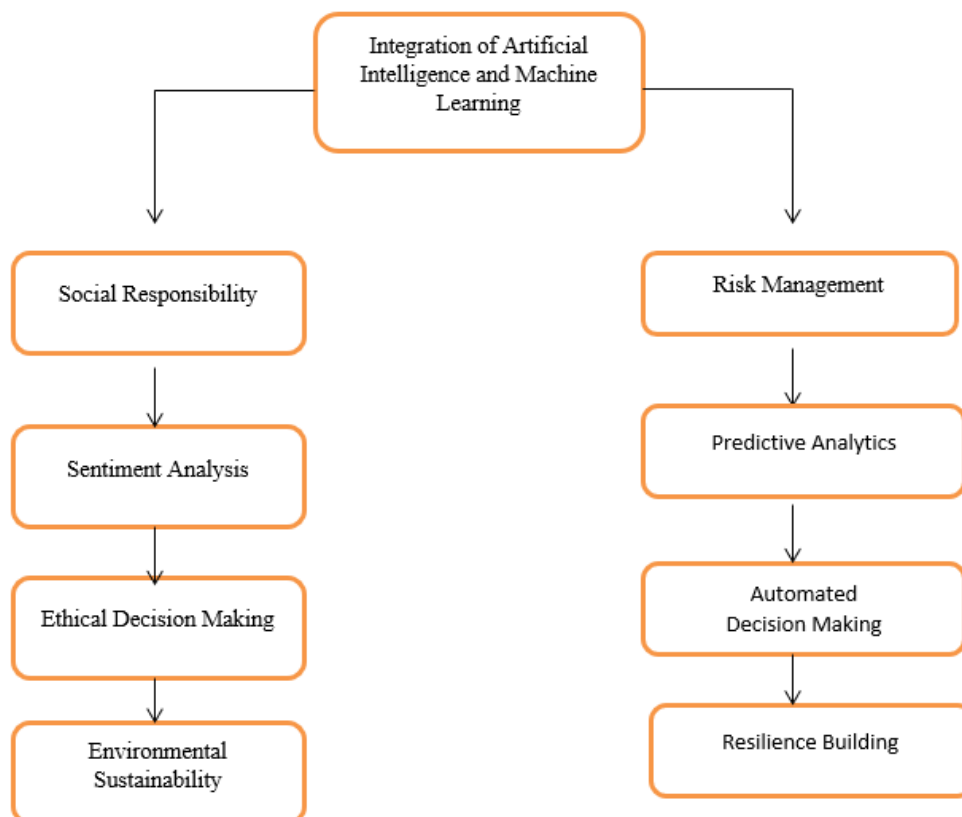 Integration of Artificial
Intelligence and Machine
Learning
Social Responsibility
Risk Management
Sentiment Analysis
Predictive Analytics
Ethical Decision Making
Automated
Decision Making
Environmental
Sustainability
Resilience Building